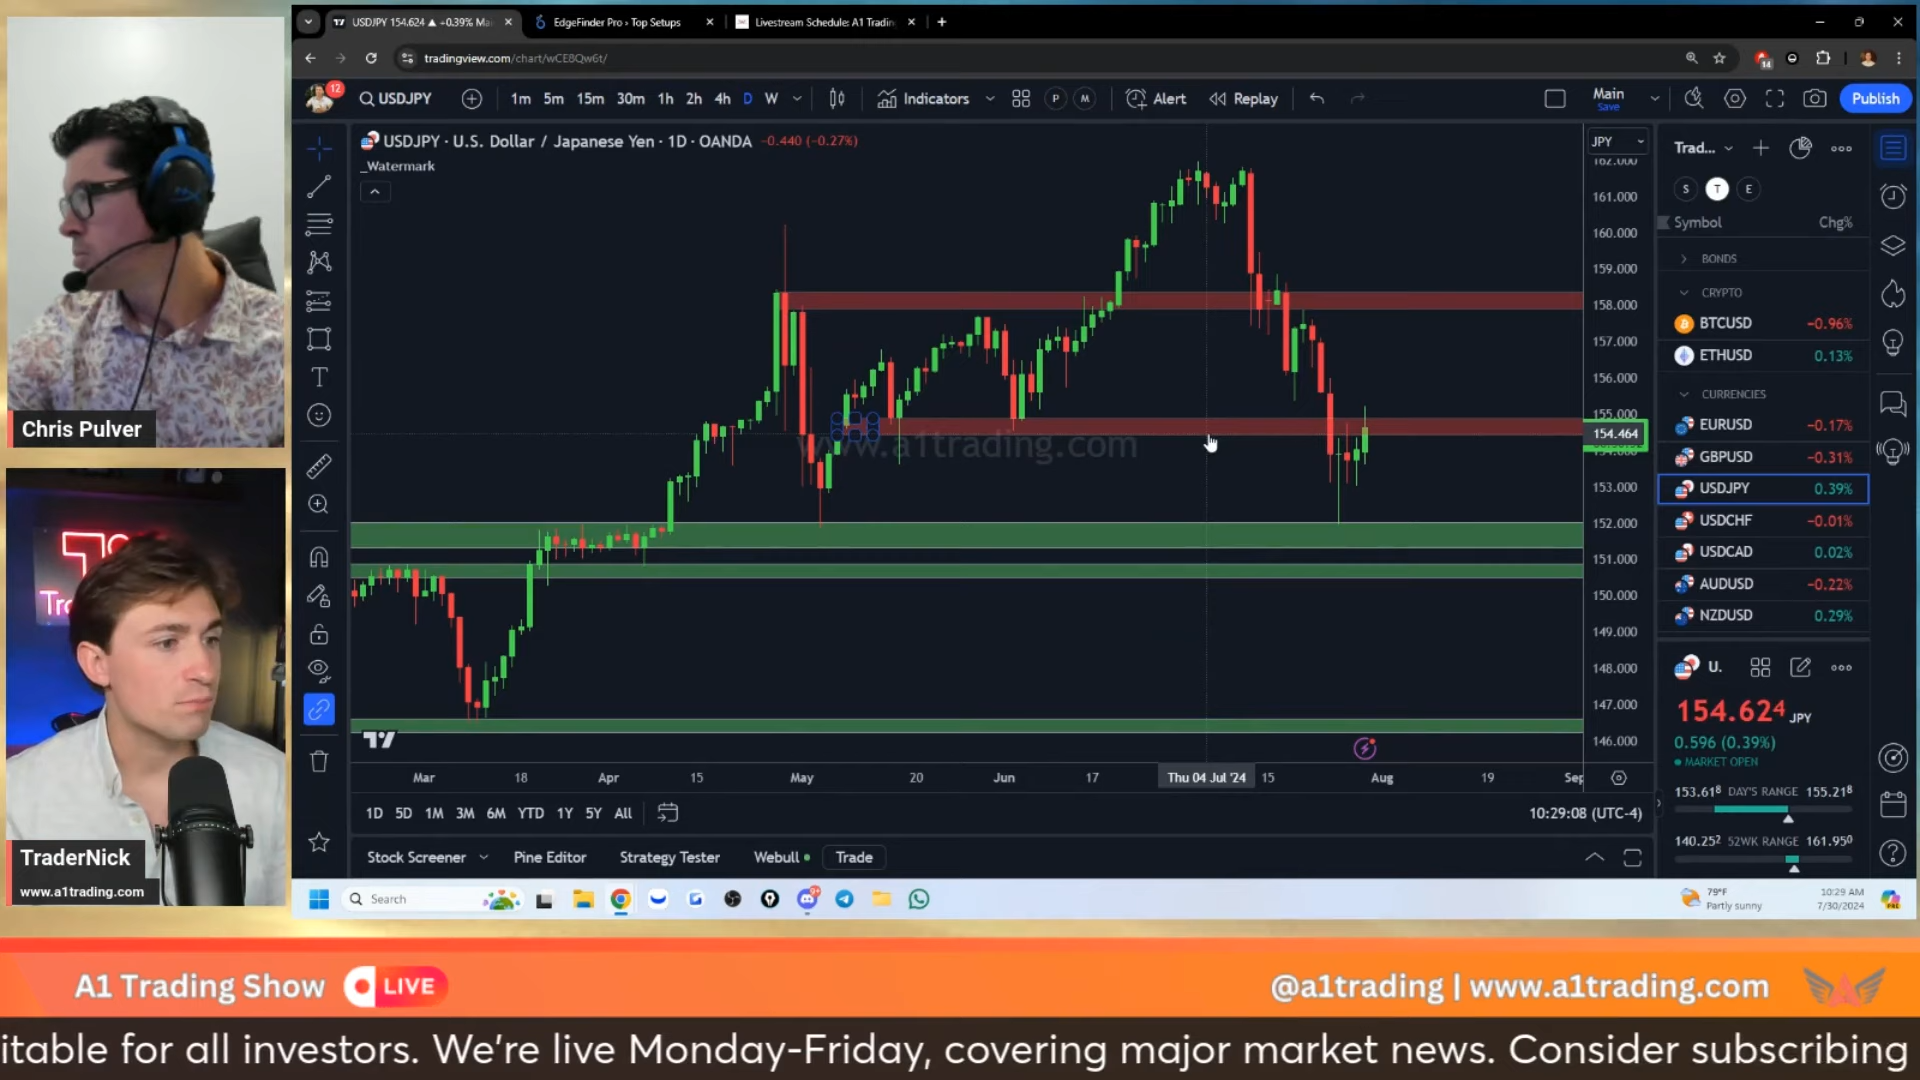 USDJPY 154.624 ▲ +0.39% Mai
EdgeFinder Pro › Top Setups
Livestream Schedule: A1 Tradin
tradingview.com/chart/wCE8Qw6t/
14
12
USDJPY
1m 5m 15m 30m 1h 2h 4h D W
Indicators
P
M
Alert
Replay
Main
Save
Publish
USDJPY · U.S. Dollar / Japanese Yen · 1D · OANDA −0.440 (−0.27%)
_Watermark
JPY
162.000
161.000
160.000
159.000
158.000
157.000
156.000
155.000
154.464
153.000
152.000
151.000
150.000
149.000
148.000
147.000
146.000
www.a1trading.com
Mar 18 Apr 15 May 20 Jun 17 Thu 04 Jul '24 15 Aug 19 Sep
1D 5D 1M 3M 6M YTD 1Y 5Y All
10:29:08 (UTC-4)
Stock Screener
Pine Editor
Strategy Tester
Webull
Trade
Trad...
S T E
Symbol Chg%
BONDS
CRYPTO
BTCUSD −0.96%
ETHUSD 0.13%
CURRENCIES
EURUSD −0.17%
GBPUSD −0.31%
USDJPY 0.39%
USDCHF −0.01%
USDCAD 0.02%
AUDUSD −0.22%
NZDUSD 0.29%
U.
154.624 JPY
0.596 (0.39%)
MARKET OPEN
153.618 DAY'S RANGE 155.218
140.252 52WK RANGE 161.950
Search
79°F
Partly sunny
10:29 AM
7/30/2024
Chris Pulver
TraderNick
www.a1trading.com
A1 Trading Show
LIVE
@a1trading | www.a1trading.com
itable for all investors. We're live Monday-Friday, covering major market news. Consider subscribing